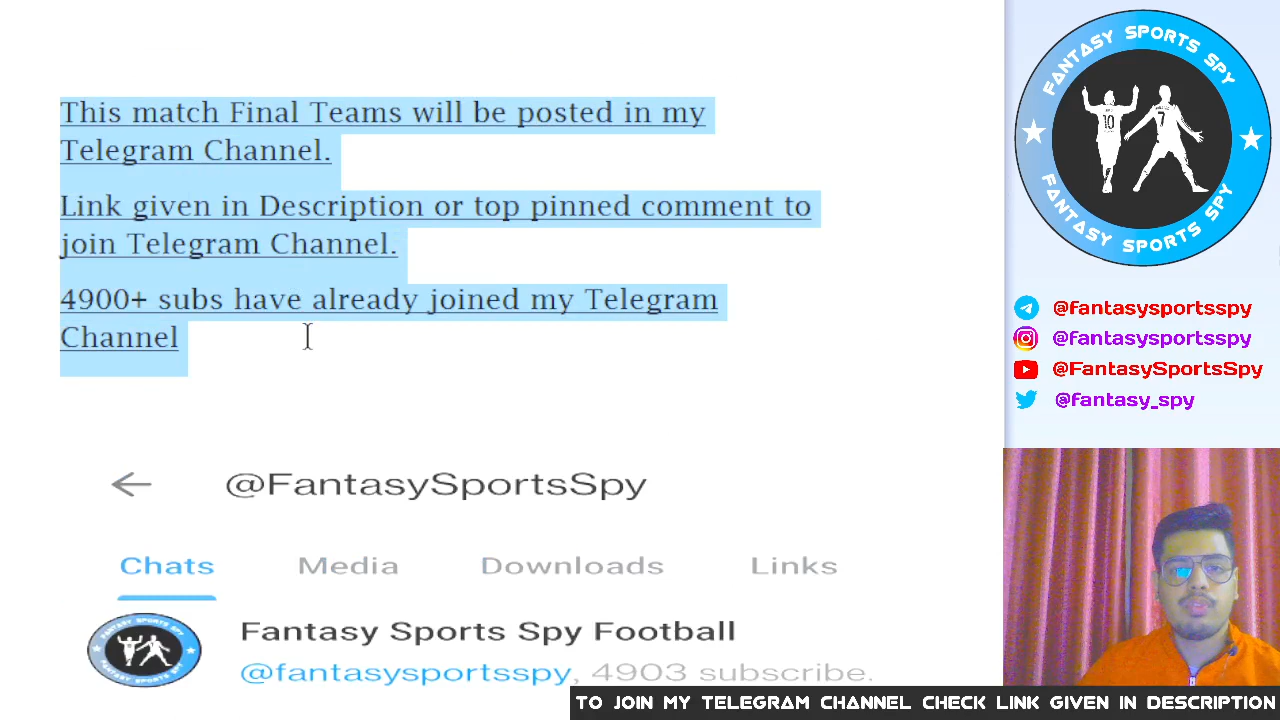 This match Final Teams will be posted in my
Telegram Channel.
Link given in Description or top pinned comment to
join Telegram Channel.
4900+ subs have already joined my Telegram
Channel
@FantasySportsSpy
Chats Media Downloads Links
Fantasy Sports Spy Football
@fantasysportsspy, 4903 subscribe.
FANTASY SPORTS SPY
10 7
FANTASY SPORTS SPY
@fantasysportsspy
@fantasysportsspy
@FantasySportsSpy
@fantasy_spy
TO JOIN MY TELEGRAM CHANNEL CHECK LINK GIVEN IN DESCRIPTION